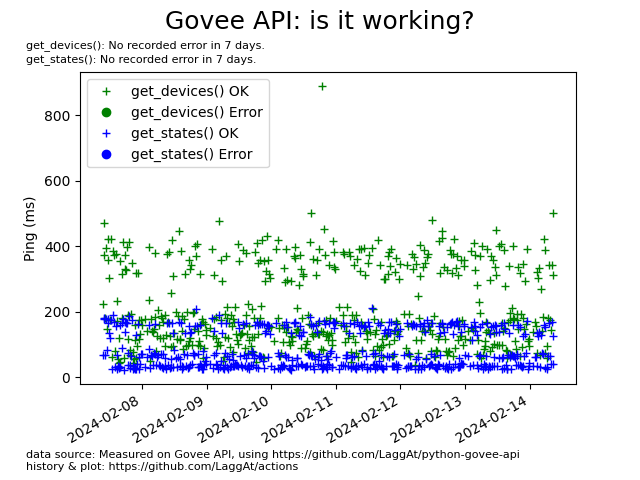 Govee API: is it working?
get_devices(): No recorded error in 7 days.
get_states(): No recorded error in 7 days.
get_devices() OK
get_devices() Error
get_states() OK
get_states() Error
Ping (ms)
800
600
400
200
0
2024-02-08
2024-02-09
2024-02-10
2024-02-11
2024-02-12
2024-02-13
2024-02-14
data source: Measured on Govee API, using https://github.com/LaggAt/python-govee-api
history & plot: https://github.com/LaggAt/actions